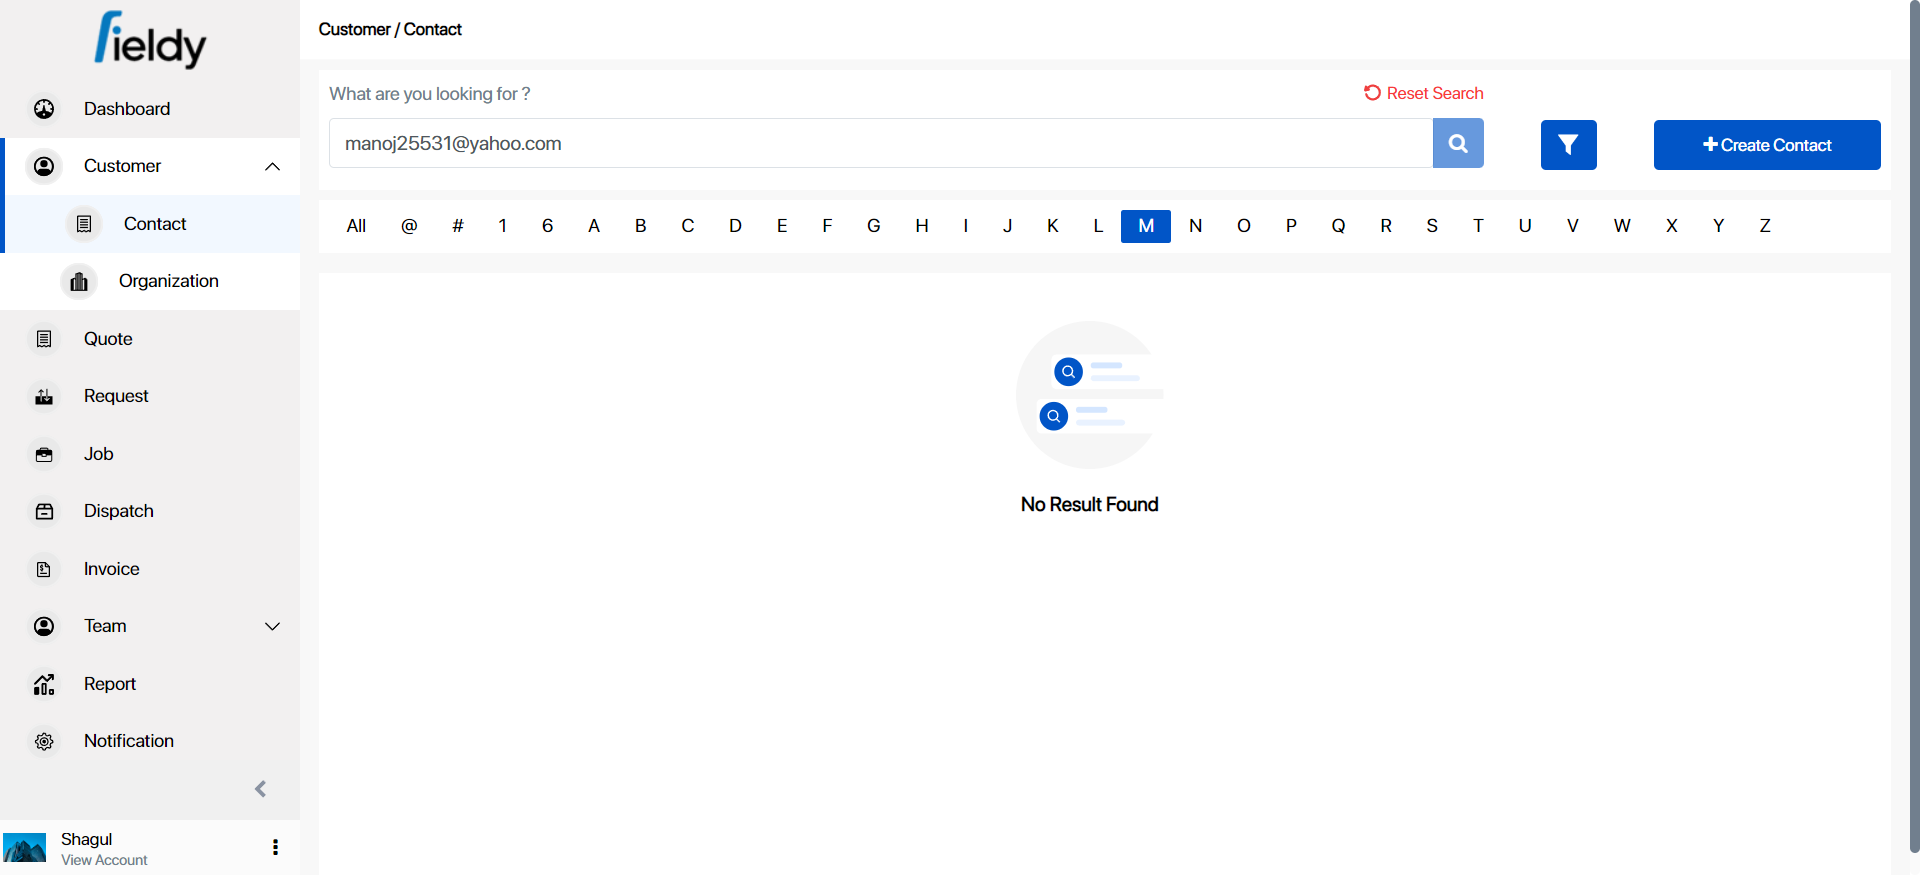 fieldy
Dashboard
Customer
Contact
Organization
Quote
Request
Job
Dispatch
Invoice
Team
Report
Notification
Shagul
View Account
Customer / Contact
What are you looking for ?
Reset Search
manoj25531@yahoo.com
Create Contact
All @ # 1 6 A B C D E F G H I J K L M N O P Q R S T U V W X Y Z
No Result Found